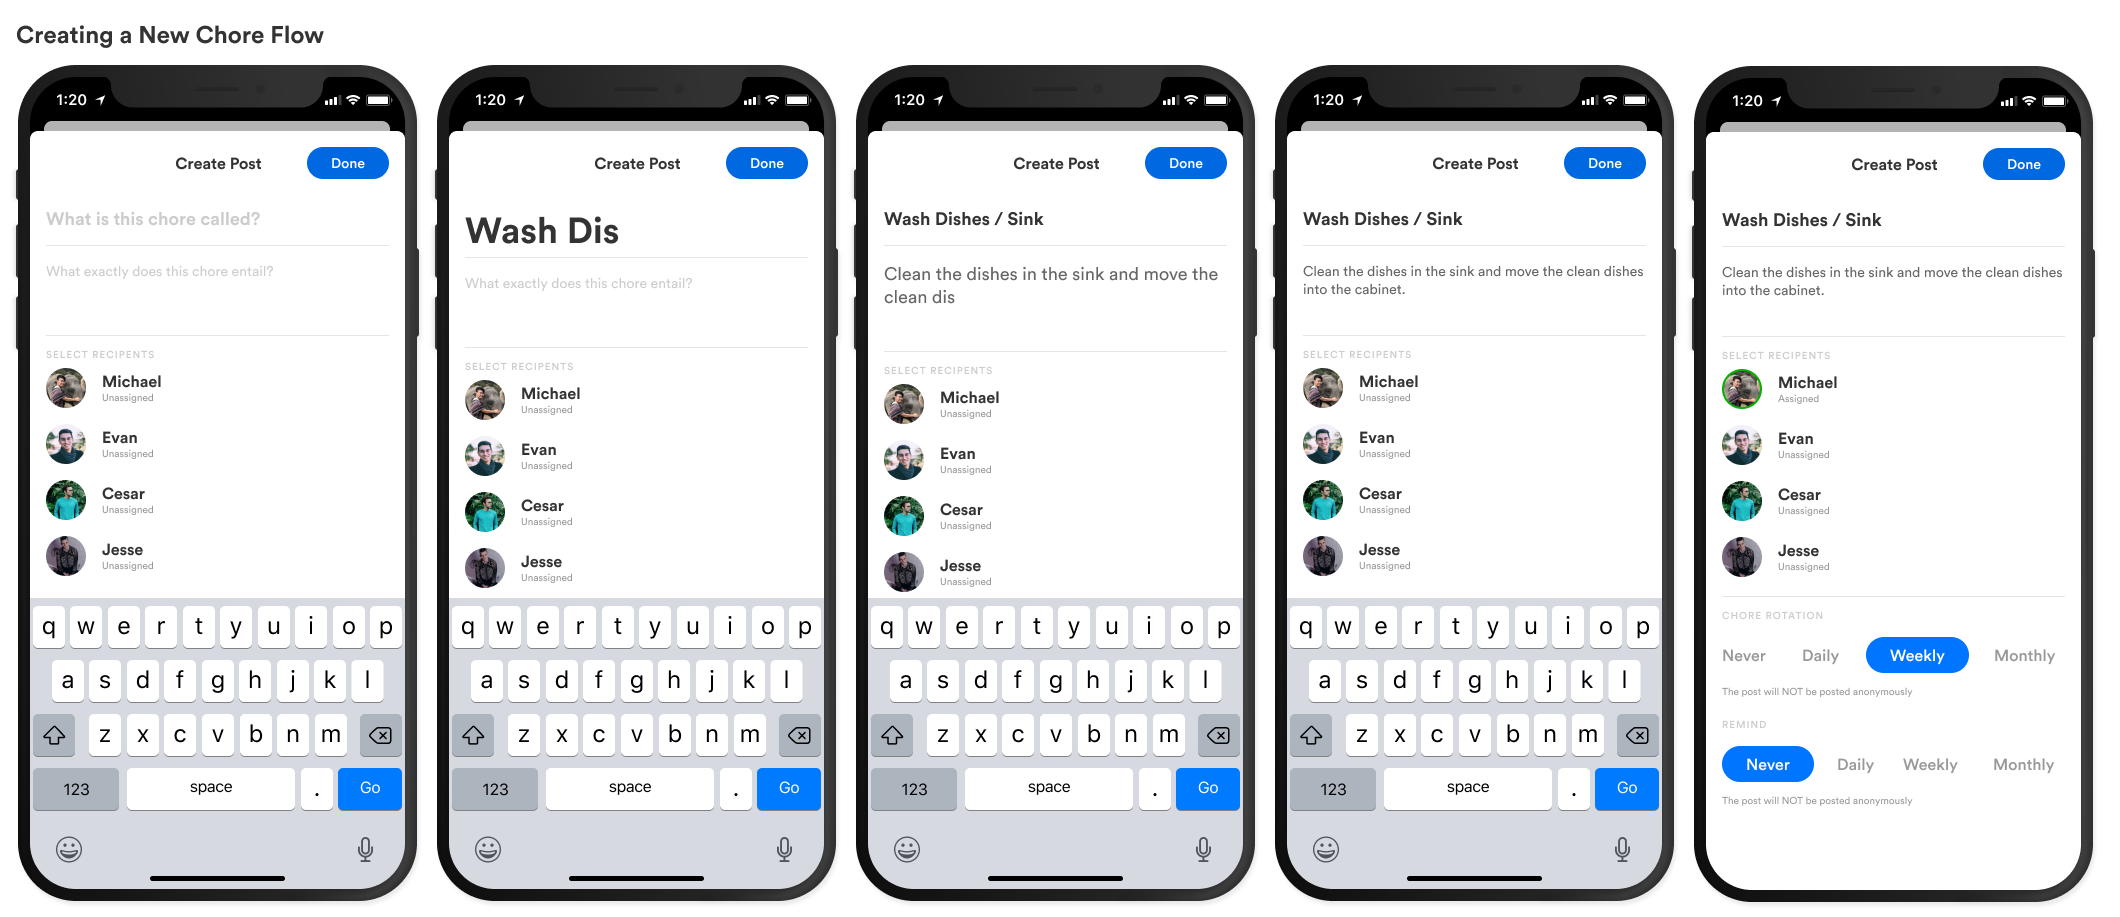 Creating a New Chore Flow
1:20
Create Post
Done
What is this chore called?
What exactly does this chore entail?
SELECT RECIPENTS
Michael
Unassigned
Evan
Unassigned
Cesar
Unassigned
Jesse
Unassigned
q w e r t y u i o p
a s d f g h j k l
z x c v b n m
123 space . Go
1:20
Create Post
Done
Wash Dis
What exactly does this chore entail?
SELECT RECIPENTS
Michael
Unassigned
Evan
Unassigned
Cesar
Unassigned
Jesse
Unassigned
q w e r t y u i o p
a s d f g h j k l
z x c v b n m
123 space . Go
1:20
Create Post
Done
Wash Dishes / Sink
Clean the dishes in the sink and move the
clean dis
SELECT RECIPENTS
Michael
Unassigned
Evan
Unassigned
Cesar
Unassigned
Jesse
Unassigned
q w e r t y u i o p
a s d f g h j k l
z x c v b n m
123 space . Go
1:20
Create Post
Done
Wash Dishes / Sink
Clean the dishes in the sink and move the clean dishes
into the cabinet.
SELECT RECIPENTS
Michael
Unassigned
Evan
Unassigned
Cesar
Unassigned
Jesse
Unassigned
q w e r t y u i o p
a s d f g h j k l
z x c v b n m
123 space . Go
1:20
Create Post
Done
Wash Dishes / Sink
Clean the dishes in the sink and move the clean dishes
into the cabinet.
SELECT RECIPENTS
Michael
Assigned
Evan
Unassigned
Cesar
Unassigned
Jesse
Unassigned
CHORE ROTATION
Never Daily Weekly Monthly
The post will NOT be posted anonymously
REMIND
Never Daily Weekly Monthly
The post will NOT be posted anonymously